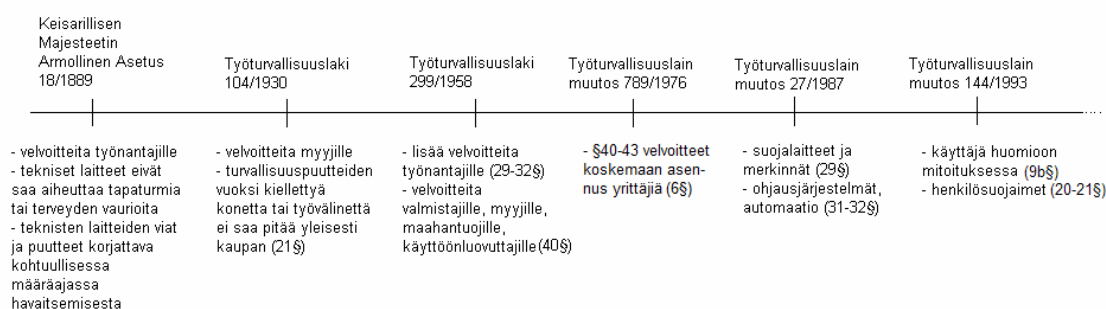 Keisarillisen
Majesteetin
Armollinen Asetus
18/1889
Työturvallisuuslaki
104/1930
Työturvallisuuslaki
299/1958
Työturvallisuuslain
muutos 789/1976
Työturvallisuuslain
muutos 27/1987
Työturvallisuuslain
muutos 144/1993
- velvoitteita työnantajille
- tekniset laitteet eivät
saa aiheuttaa tapaturmia
tai terveyden vaurioita
- teknisten laitteiden viat
ja puutteet korjattava
kohtuullisessa
määräajassa
havaitsemisesta
- velvoitteita myyjille
- turvallisuuspuutteiden
vuoksi kiellettyä
konetta tai työvälinettä
ei saa pitää yleisesti
kaupan (21§)
- lisää velvoitteita
työnantajille (29-32§)
- velvoitteita
valmistajille, myyjille,
maahantuojille,
käyttöönluovuttajille(40§)
- §40-43 velvoitteet
koskemaan asen-
nus yrittäjiä (6§)
- suojalaitteet ja
merkinnät (29§)
- ohjausjärjestelmät,
automaatio (31-32§)
- käyttäjä huomioon
mitoituksessa (9b§)
- henkilösuojaimet (20-21§)